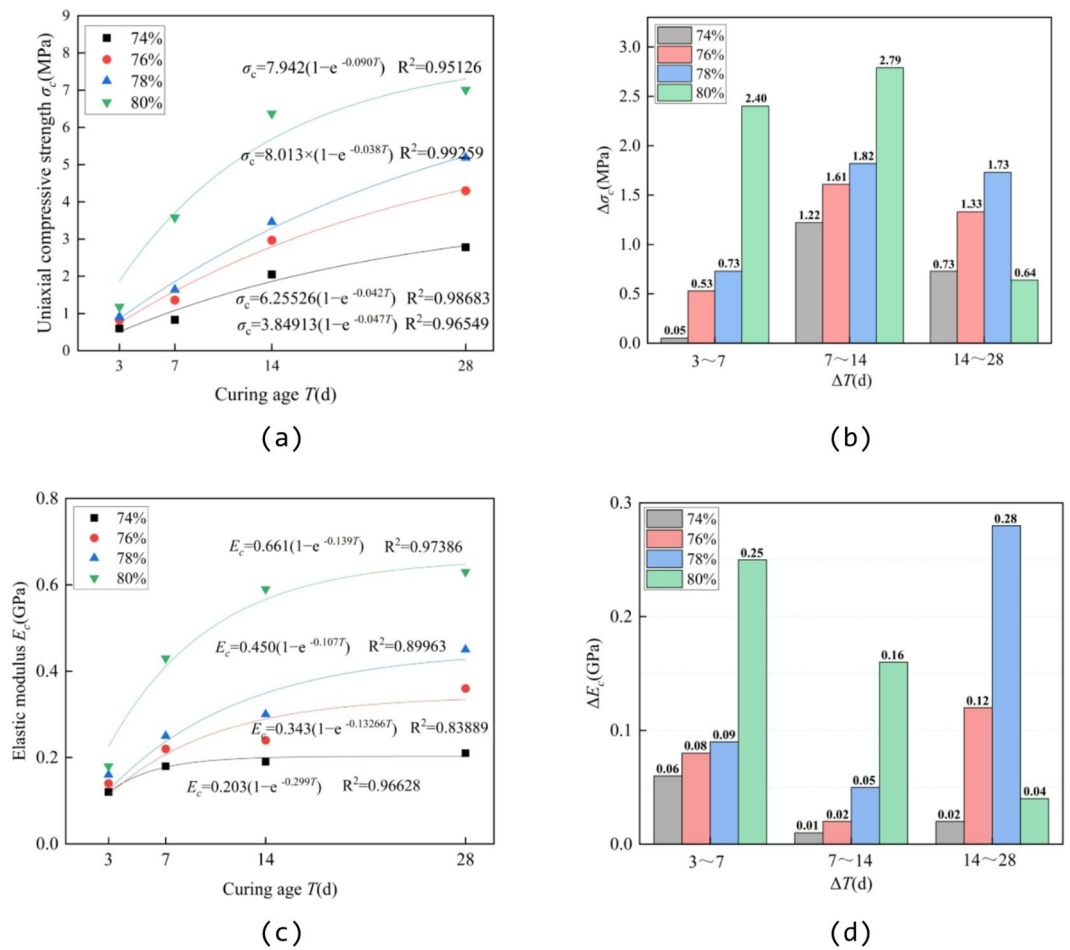 9
8
7
6
5
4
3
2
1
0
Uniaxial compressive strength σc(MPa)
74%
76%
78%
80%
σc=7.942(1−e -0.090T) R2=0.95126
σc=8.013×(1−e -0.038T) R2=0.99259
σc=6.25526(1−e -0.042T) R2=0.98683
σc=3.84913(1−e -0.047T) R2=0.96549
3 7 14 28
Curing age T(d)
(a)
3.0
2.5
2.0
1.5
1.0
0.5
0.0
Δσc(MPa)
74%
76%
78%
80%
0.05 0.53 0.73 2.40
1.22 1.61 1.82 2.79
0.73 1.33 1.73 0.64
3~7 7~14 14~28
ΔT(d)
(b)
0.8
0.6
0.4
0.2
0.0
Elastic modulus Ec(GPa)
74%
76%
78%
80%
Ec=0.661(1−e -0.139T) R2=0.97386
Ec=0.450(1−e -0.107T) R2=0.89963
Ec=0.343(1−e -0.13266T) R2=0.83889
Ec=0.203(1−e -0.299T) R2=0.96628
3 7 14 28
Curing age T(d)
(c)
0.3
0.2
0.1
0.0
ΔEc(GPa)
74%
76%
78%
80%
0.06 0.08 0.09 0.25
0.01 0.02 0.05 0.16
0.02 0.12 0.28 0.04
3~7 7~14 14~28
ΔT(d)
(d)